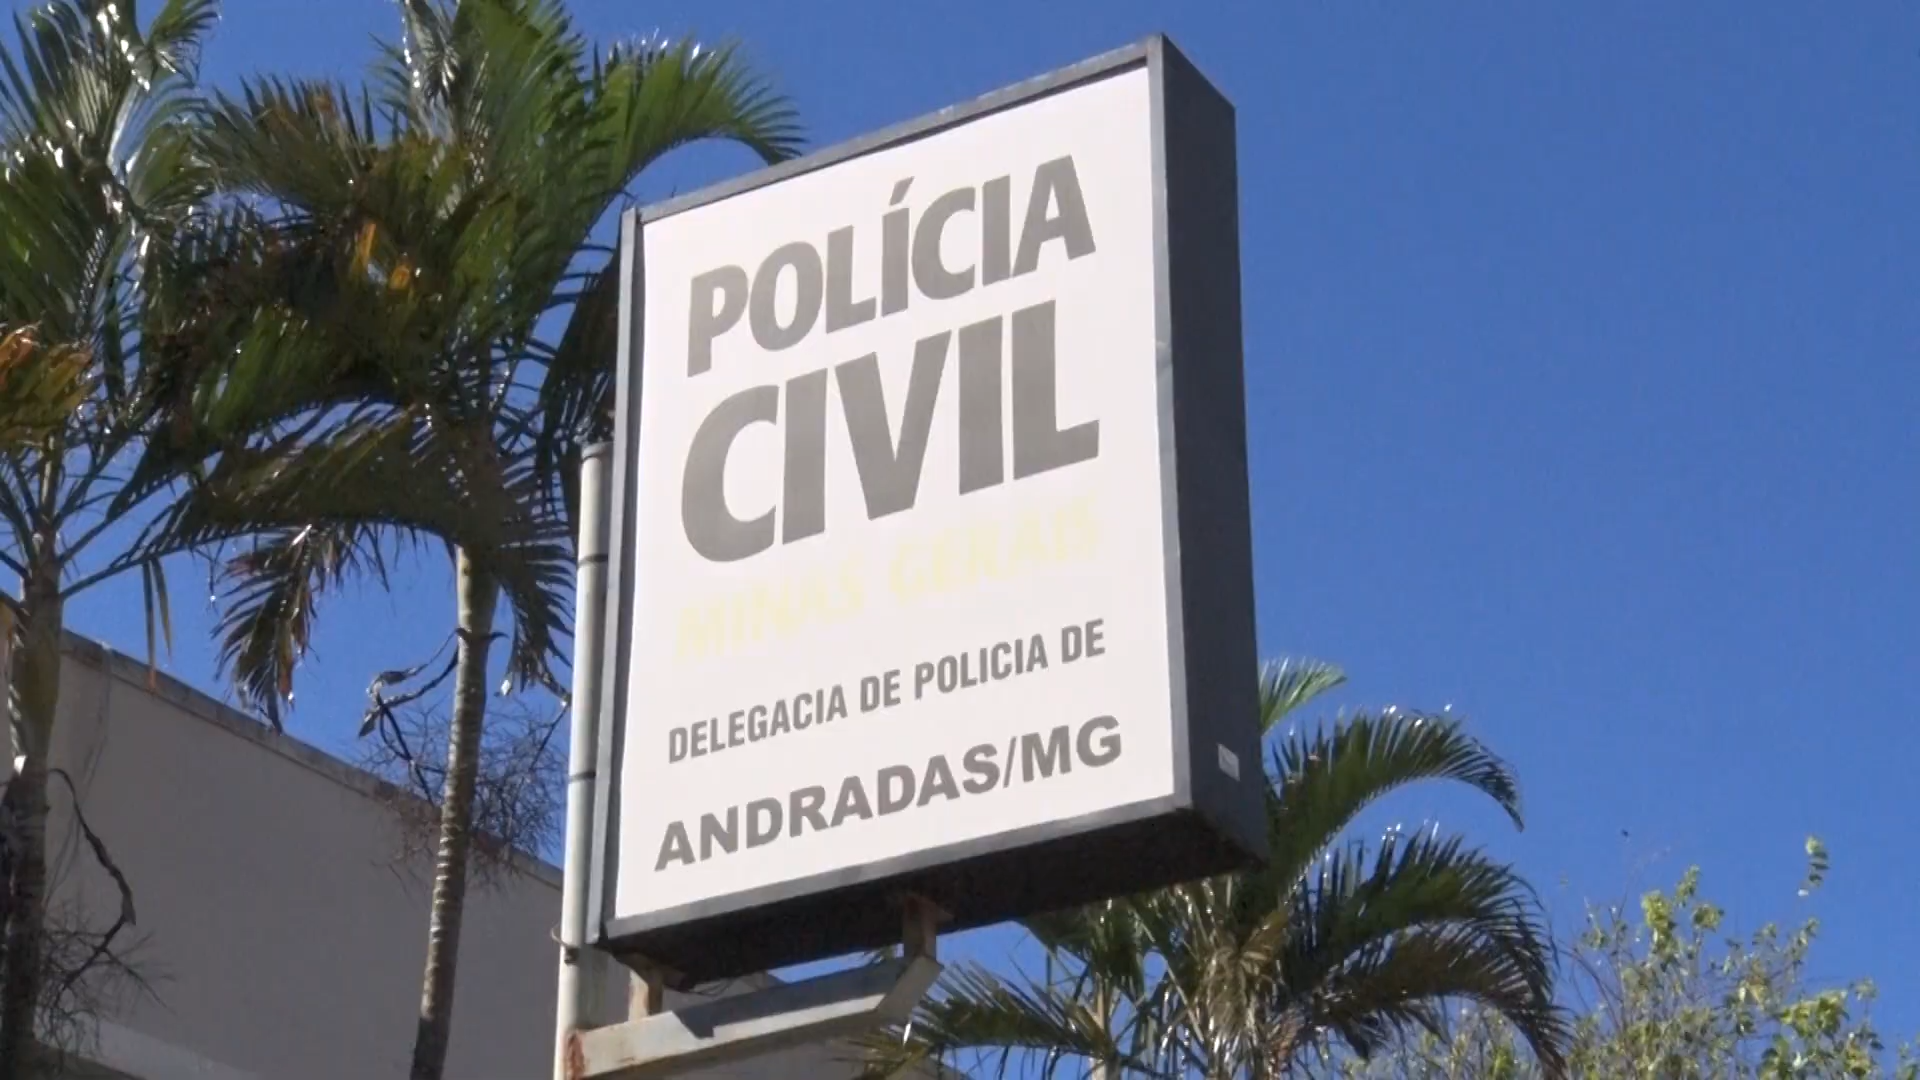 POLÍCIA
CIVIL
MINAS GERAIS
DELEGACIA DE POLICIA DE
ANDRADAS/MG